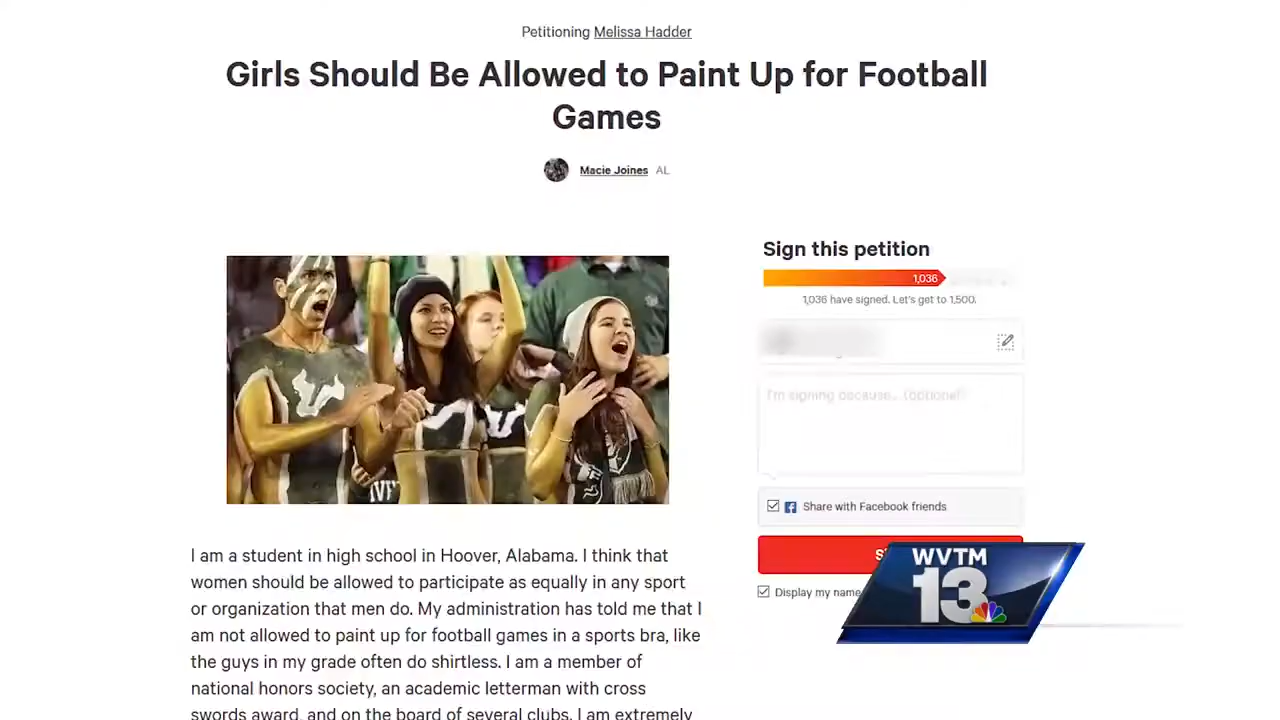 Petitioning Melissa Hadder
Girls Should Be Allowed to Paint Up for Football
Games
Macie Joines AL
Sign this petition
1,036
1,036 have signed. Let's get to 1,500.
I'm signing because... (optional)
Share with Facebook friends
Display my name
WVTM
13
I am a student in high school in Hoover, Alabama. I think that
women should be allowed to participate as equally in any sport
or organization that men do. My administration has told me that I
am not allowed to paint up for football games in a sports bra, like
the guys in my grade often do shirtless. I am a member of
national honors society, an academic letterman with cross
swords award, and on the board of several clubs. I am extremely